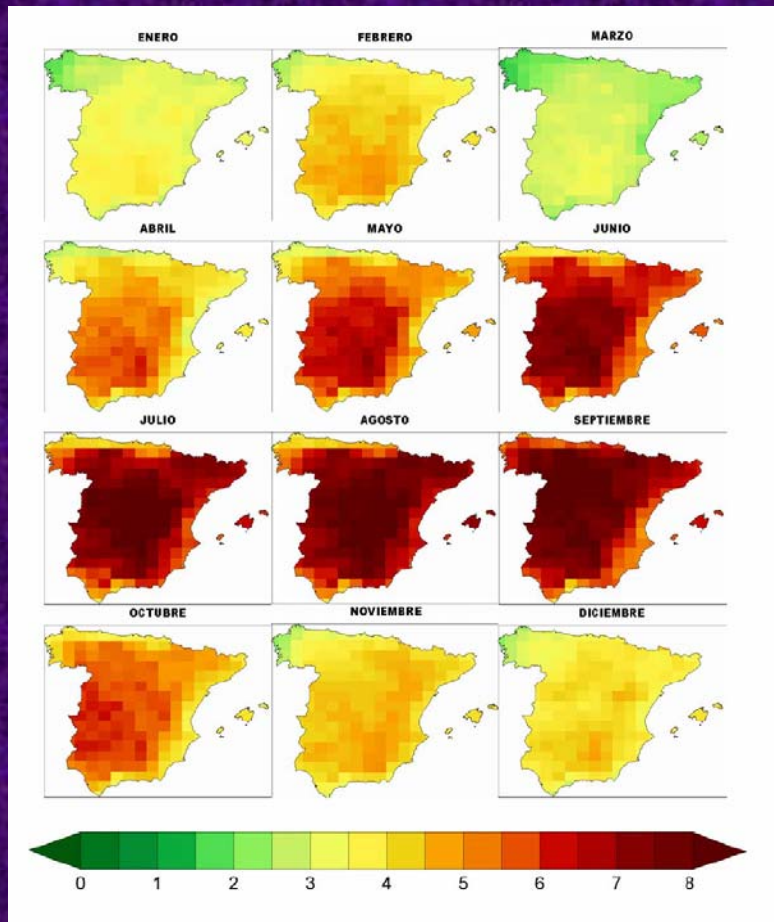 ENERO FEBRERO MARZO
ABRIL MAYO JUNIO
JULIO AGOSTO SEPTIEMBRE
OCTUBRE NOVIEMBRE DICIEMBRE
0 1 2 3 4 5 6 7 8